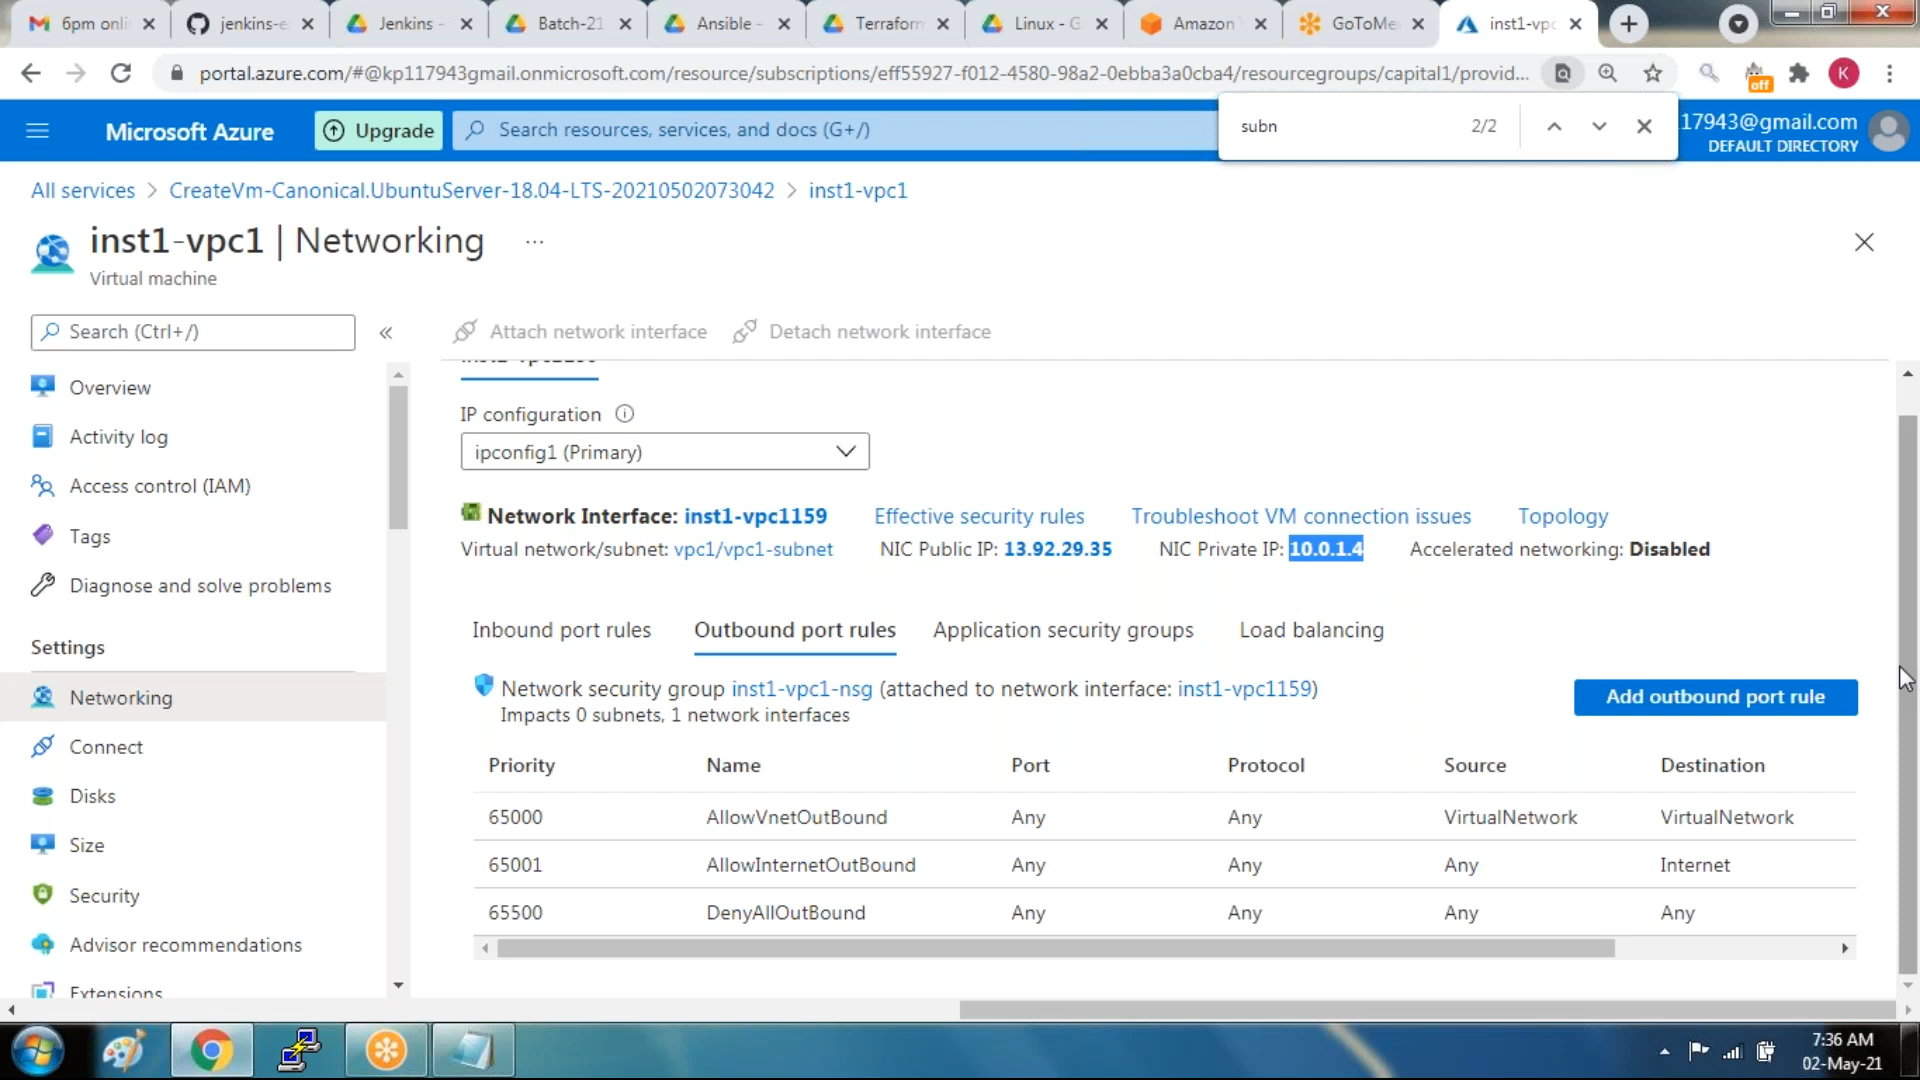 6pm onli
jenkins-e
Jenkins -
Batch-21
Ansible -
Terraform
Linux - G
Amazon
GoToMe
inst1-vpc
portal.azure.com/#@kp117943gmail.onmicrosoft.com/resource/subscriptions/eff55927-f012-4580-98a2-0ebba3a0cba4/resourcegroups/capital1/provid...
off
K
Microsoft Azure
Upgrade
Search resources, services, and docs (G+/)
subn
2/2
17943@gmail.com
DEFAULT DIRECTORY
All services > CreateVm-Canonical.UbuntuServer-18.04-LTS-20210502073042 > inst1-vpc1
inst1-vpc1 | Networking ...
Virtual machine
Search (Ctrl+/)
«
Attach network interface
Detach network interface
Overview
Activity log
Access control (IAM)
Tags
Diagnose and solve problems
Settings
Networking
Connect
Disks
Size
Security
Advisor recommendations
Extensions
IP configuration
ipconfig1 (Primary)
Network Interface: inst1-vpc1159
Effective security rules
Troubleshoot VM connection issues
Topology
Virtual network/subnet: vpc1/vpc1-subnet
NIC Public IP: 13.92.29.35
NIC Private IP: 10.0.1.4
Accelerated networking: Disabled
Inbound port rules
Outbound port rules
Application security groups
Load balancing
Network security group inst1-vpc1-nsg (attached to network interface: inst1-vpc1159)
Impacts 0 subnets, 1 network interfaces
Add outbound port rule
Priority Name Port Protocol Source Destination
65000 AllowVnetOutBound Any Any VirtualNetwork VirtualNetwork
65001 AllowInternetOutBound Any Any Any Internet
65500 DenyAllOutBound Any Any Any Any
7:36 AM
02-May-21